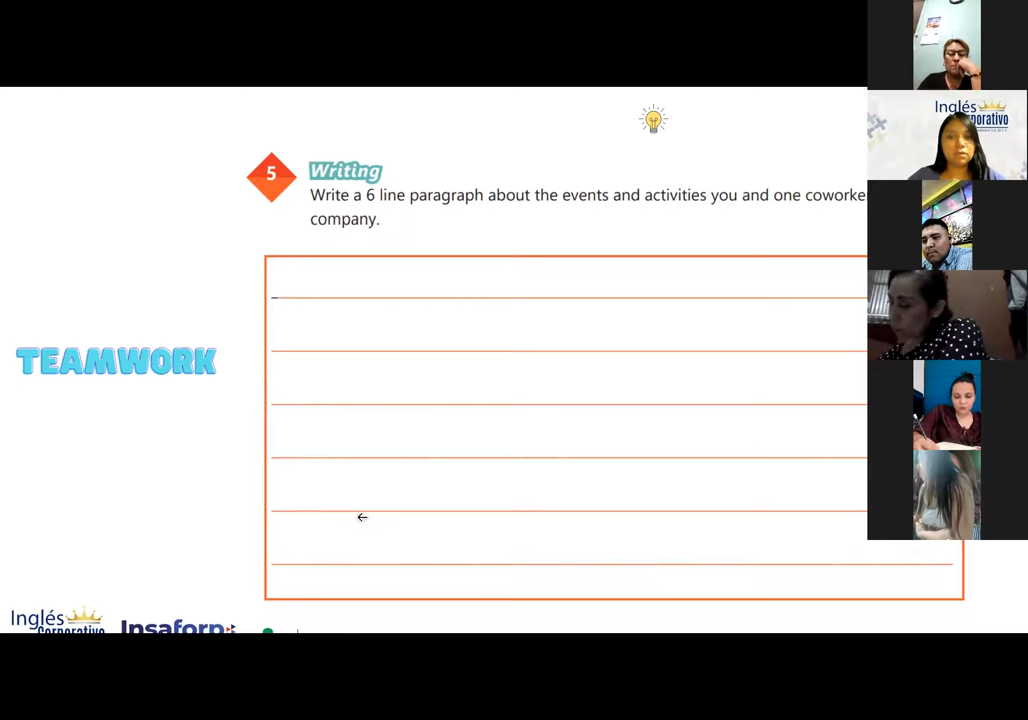 Inglés
5
Writing
Write a 6 line paragraph about the events and activities you and one coworke
company.
TEAMWORK
Inglés
Corporativo
Insaforp